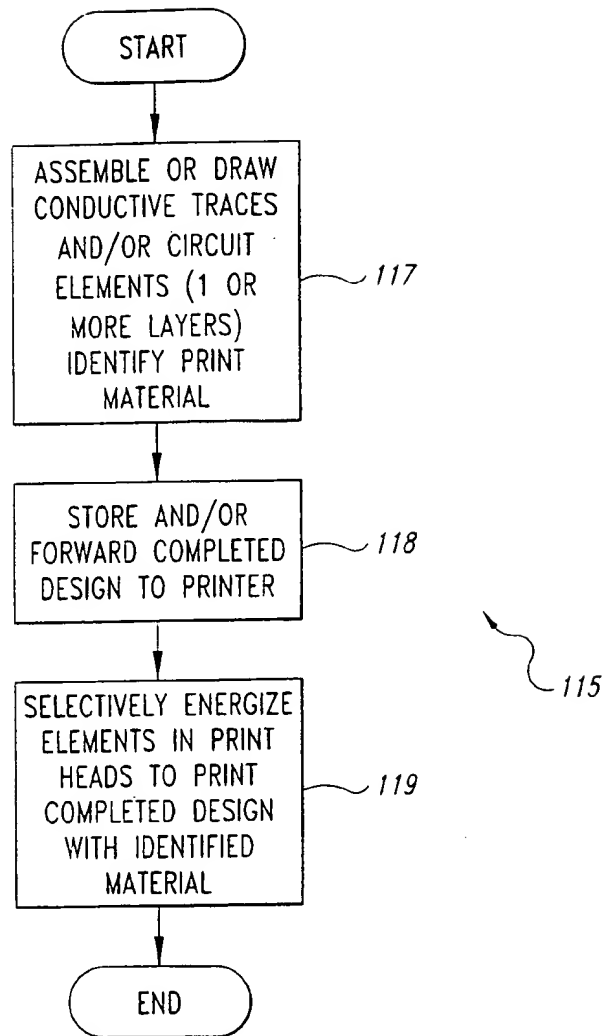 START
ASSEMBLE OR DRAW
CONDUCTIVE TRACES
AND/OR CIRCUIT
ELEMENTS (1 OR
MORE LAYERS)
IDENTIFY PRINT
MATERIAL
117
STORE AND/OR
FORWARD COMPLETED
DESIGN TO PRINTER
118
115
SELECTIVELY ENERGIZE
ELEMENTS IN PRINT
HEADS TO PRINT
COMPLETED DESIGN
WITH IDENTIFIED
MATERIAL
119
END